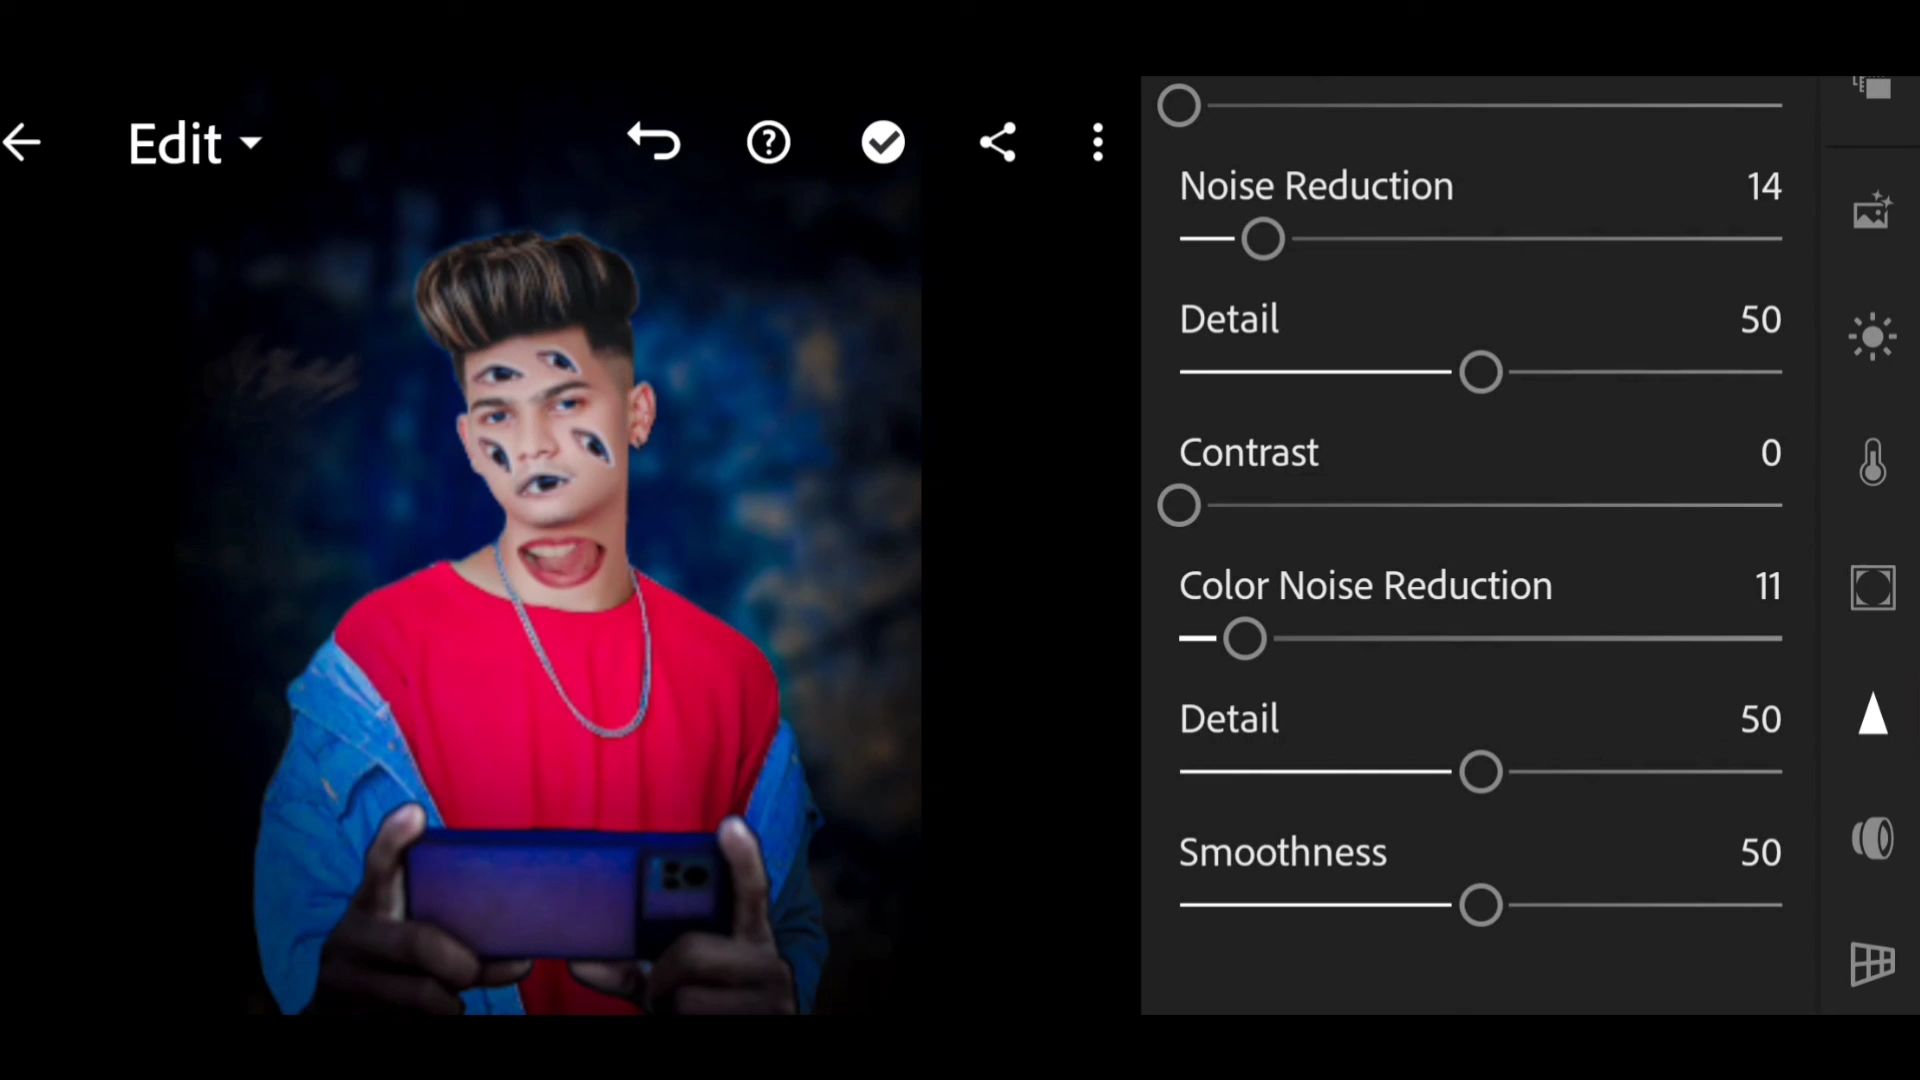 Edit
Noise Reduction 14
Detail 50
Contrast 0
Color Noise Reduction 11
Detail 50
Smoothness 50